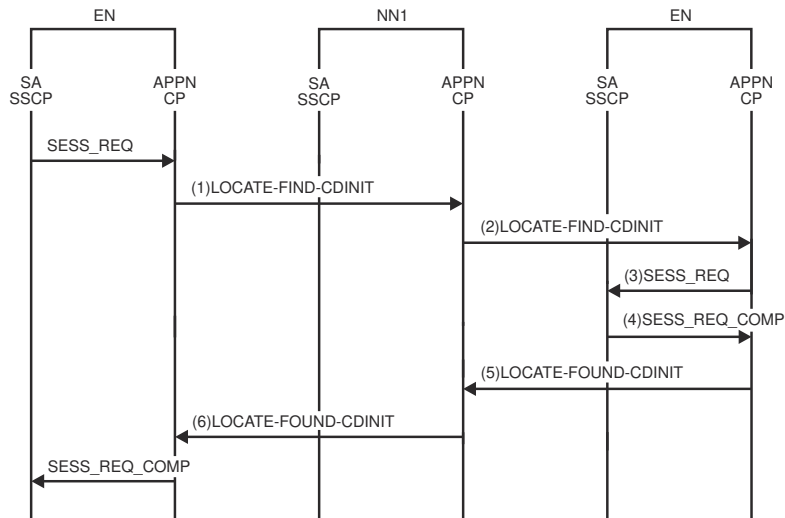 EN
NN1
EN
SA
SSCP
APPN
CP
SA
SSCP
APPN
CP
SA
SSCP
APPN
CP
SESS_REQ
(1)LOCATE-FIND-CDINIT
(2)LOCATE-FIND-CDINIT
(3)SESS_REQ
(4)SESS_REQ_COMP
(5)LOCATE-FOUND-CDINIT
(6)LOCATE-FOUND-CDINIT
SESS_REQ_COMP